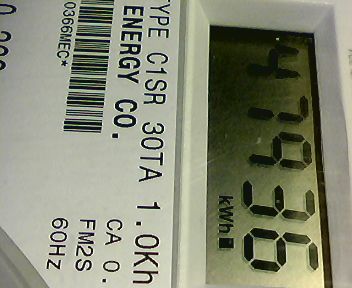 47936
kWh
TYPE C1SR 30TA 1.0Kh
ENERGY CO.
CA 0.
FM2S
0366MEC*
60HZ